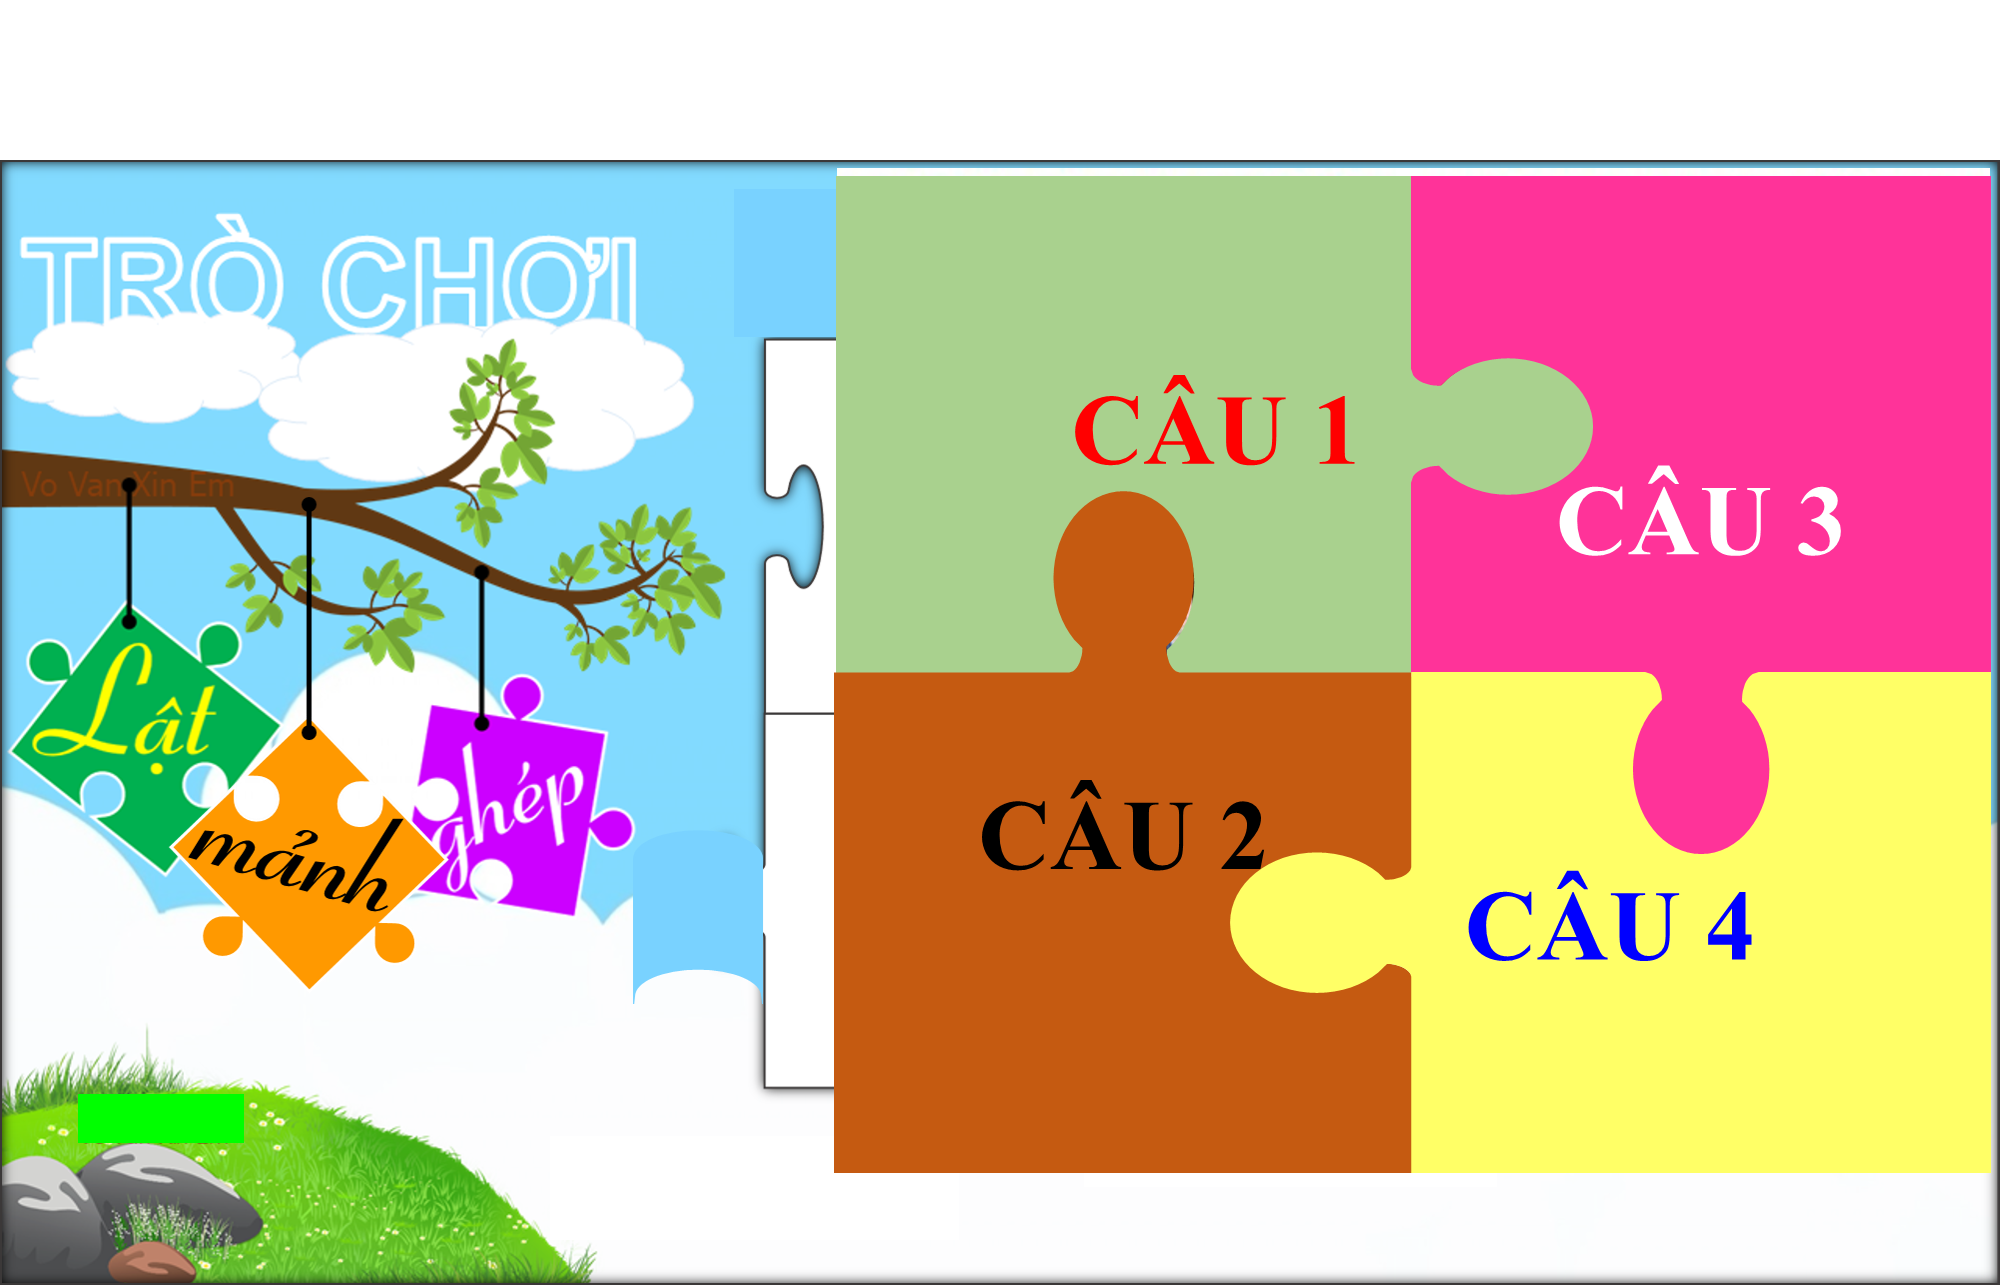 TRÒ CHƠI
Vo Van Xin Em
Lật
mảnh
ghép
CÂU 1
CÂU 3
CÂU 2
CÂU 4